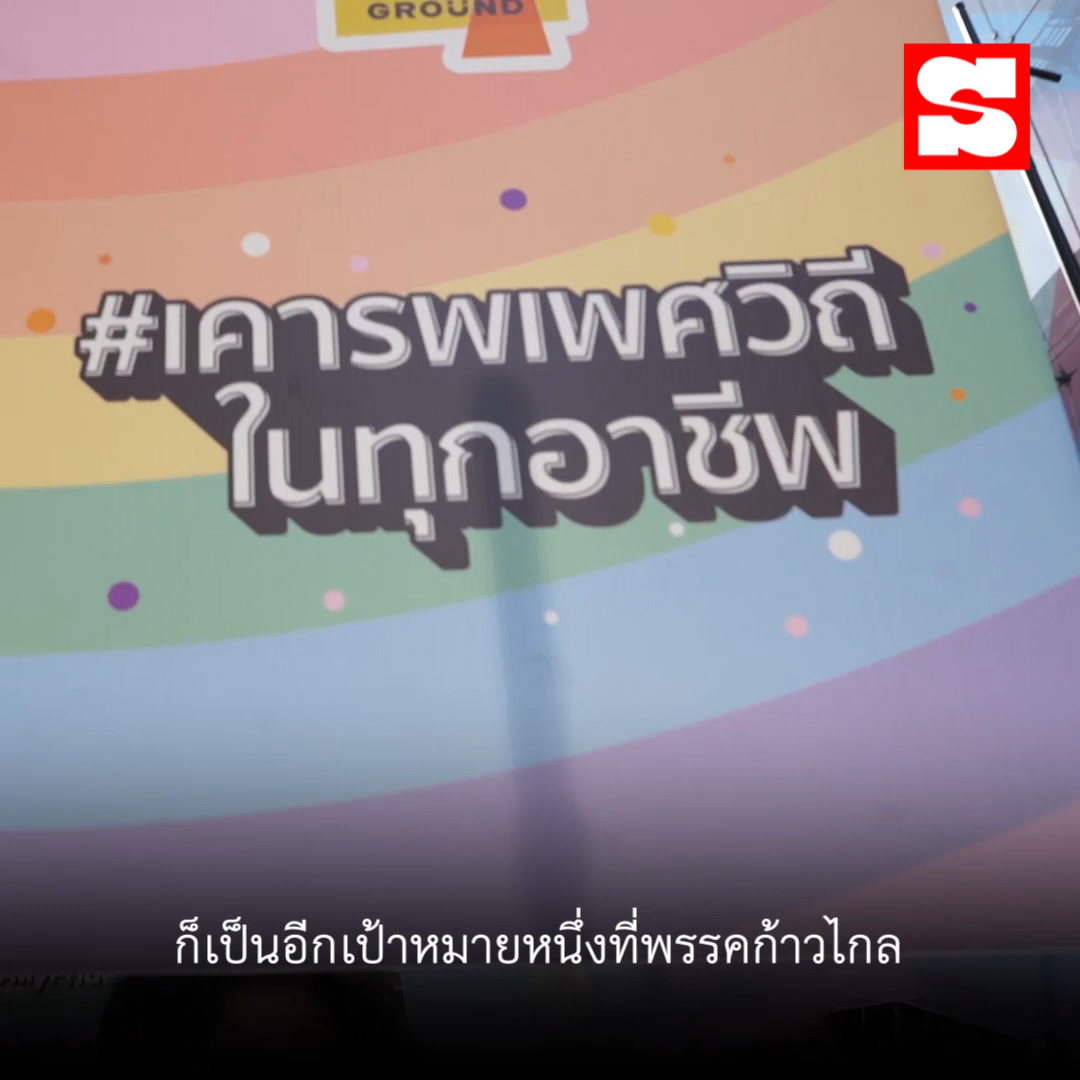 GROUND
S
#เคารพเพศวิถี
ในทุกอาชีพ
ก็เป็นอีกเป้าหมายหนึ่งที่พรรคก้าวไกล